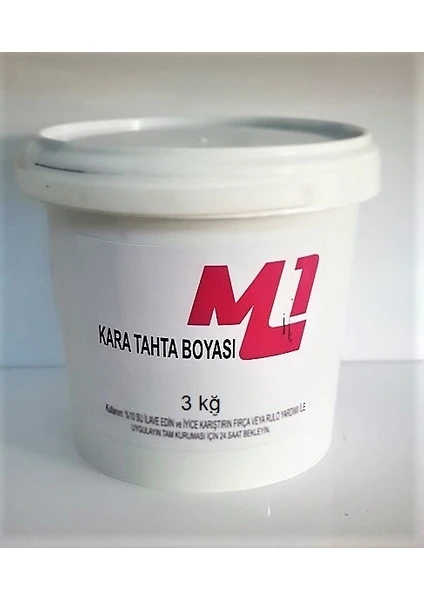 ML1
KARA TAHTA BOYASI
3 kğ
Kullanım: %10 SU İLAVE EDİN ve İYİCE KARIŞTIRIN FIRÇA VEYA RULO YARDIMI İLE
UYGULAYIN.TAM KURUMASI İÇİN 24 SAAT BEKLEYİN.